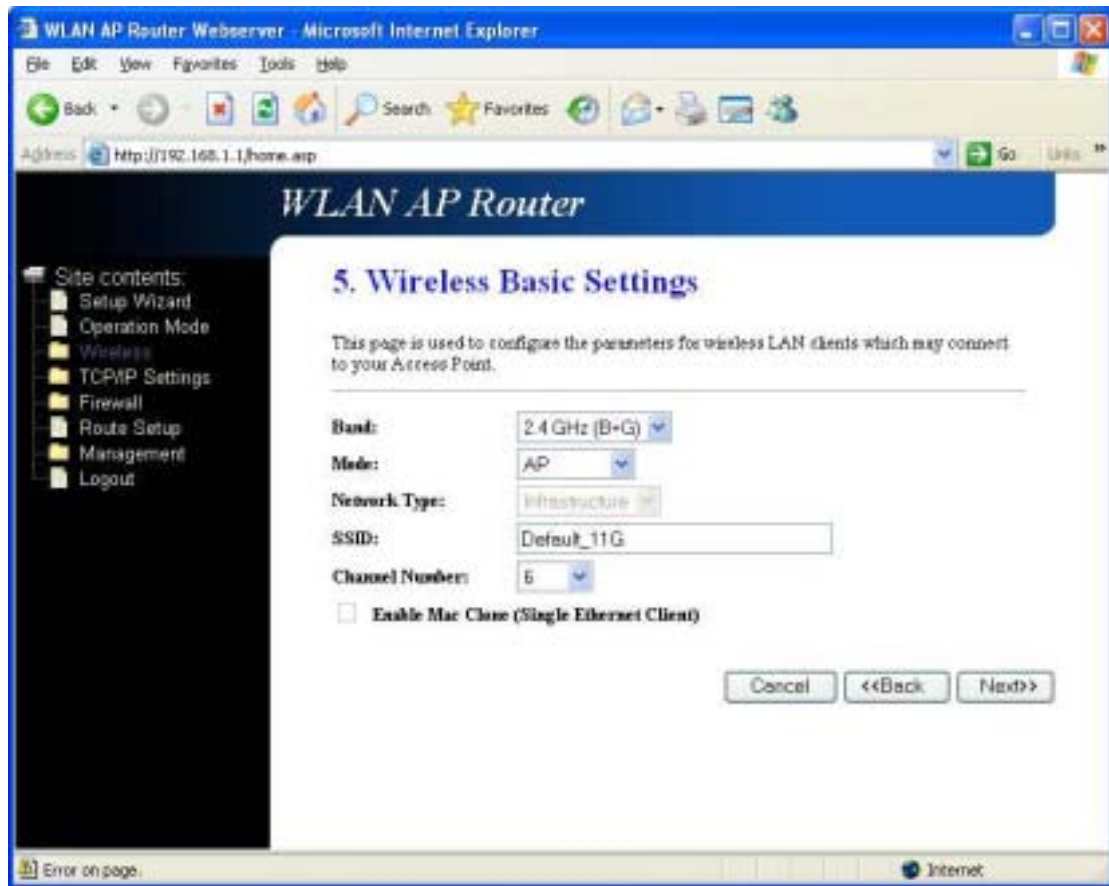 WLAN AP Router Webserver - Microsoft Internet Explorer
File Edit View Favorites Tools Help
Back Search Favorites
Address http://192.168.1.1/home.asp Go Links »
WLAN AP Router
Site contents:
Setup Wizard
Operation Mode
Wireless
TCP/IP Settings
Firewall
Route Setup
Management
Logout
5. Wireless Basic Settings
This page is used to configure the parameters for wireless LAN clients which may connect
to your Access Point.
Band: 2.4 GHz (B+G)
Mode: AP
Network Type: Infrastructure
SSID: Default_11G
Channel Number: 6
Enable Mac Clone (Single Ethernet Client)
Cancel <<Back Next>>
Error on page. Internet